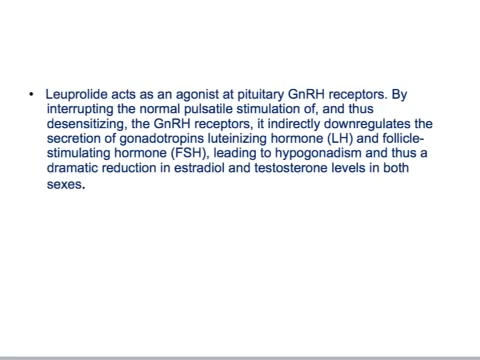 • Leuprolide acts as an agonist at pituitary GnRH receptors. By
interrupting the normal pulsatile stimulation of, and thus
desensitizing, the GnRH receptors, it indirectly downregulates the
secretion of gonadotropins luteinizing hormone (LH) and follicle-
stimulating hormone (FSH), leading to hypogonadism and thus a
dramatic reduction in estradiol and testosterone levels in both
sexes.